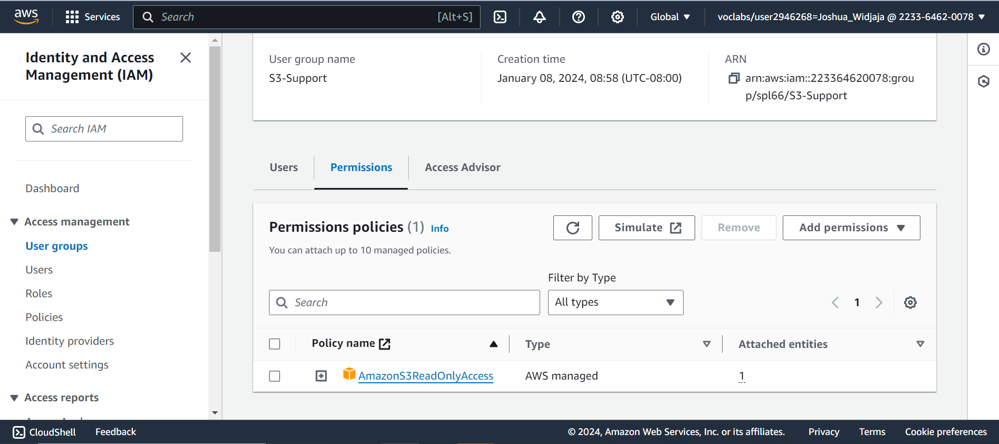 aws
Services
Search
[Alt+S]
Global
voclabs/user2946268=Joshua_Widjaja @ 2233-6462-0078
Identity and Access
Management (IAM)
Search IAM
Dashboard
Access management
User groups
Users
Roles
Policies
Identity providers
Account settings
Access reports
User group name
S3-Support
Creation time
January 08, 2024, 08:58 (UTC-08:00)
ARN
arn:aws:iam::223364620078:grou
p/spl66/S3-Support
Users
Permissions
Access Advisor
Permissions policies (1) Info
You can attach up to 10 managed policies.
Simulate
Remove
Add permissions
Filter by Type
Search
All types
1
Policy name
Type
Attached entities
AmazonS3ReadOnlyAccess
AWS managed
1
CloudShell
Feedback
© 2024, Amazon Web Services, Inc. or its affiliates.
Privacy
Terms
Cookie preferences